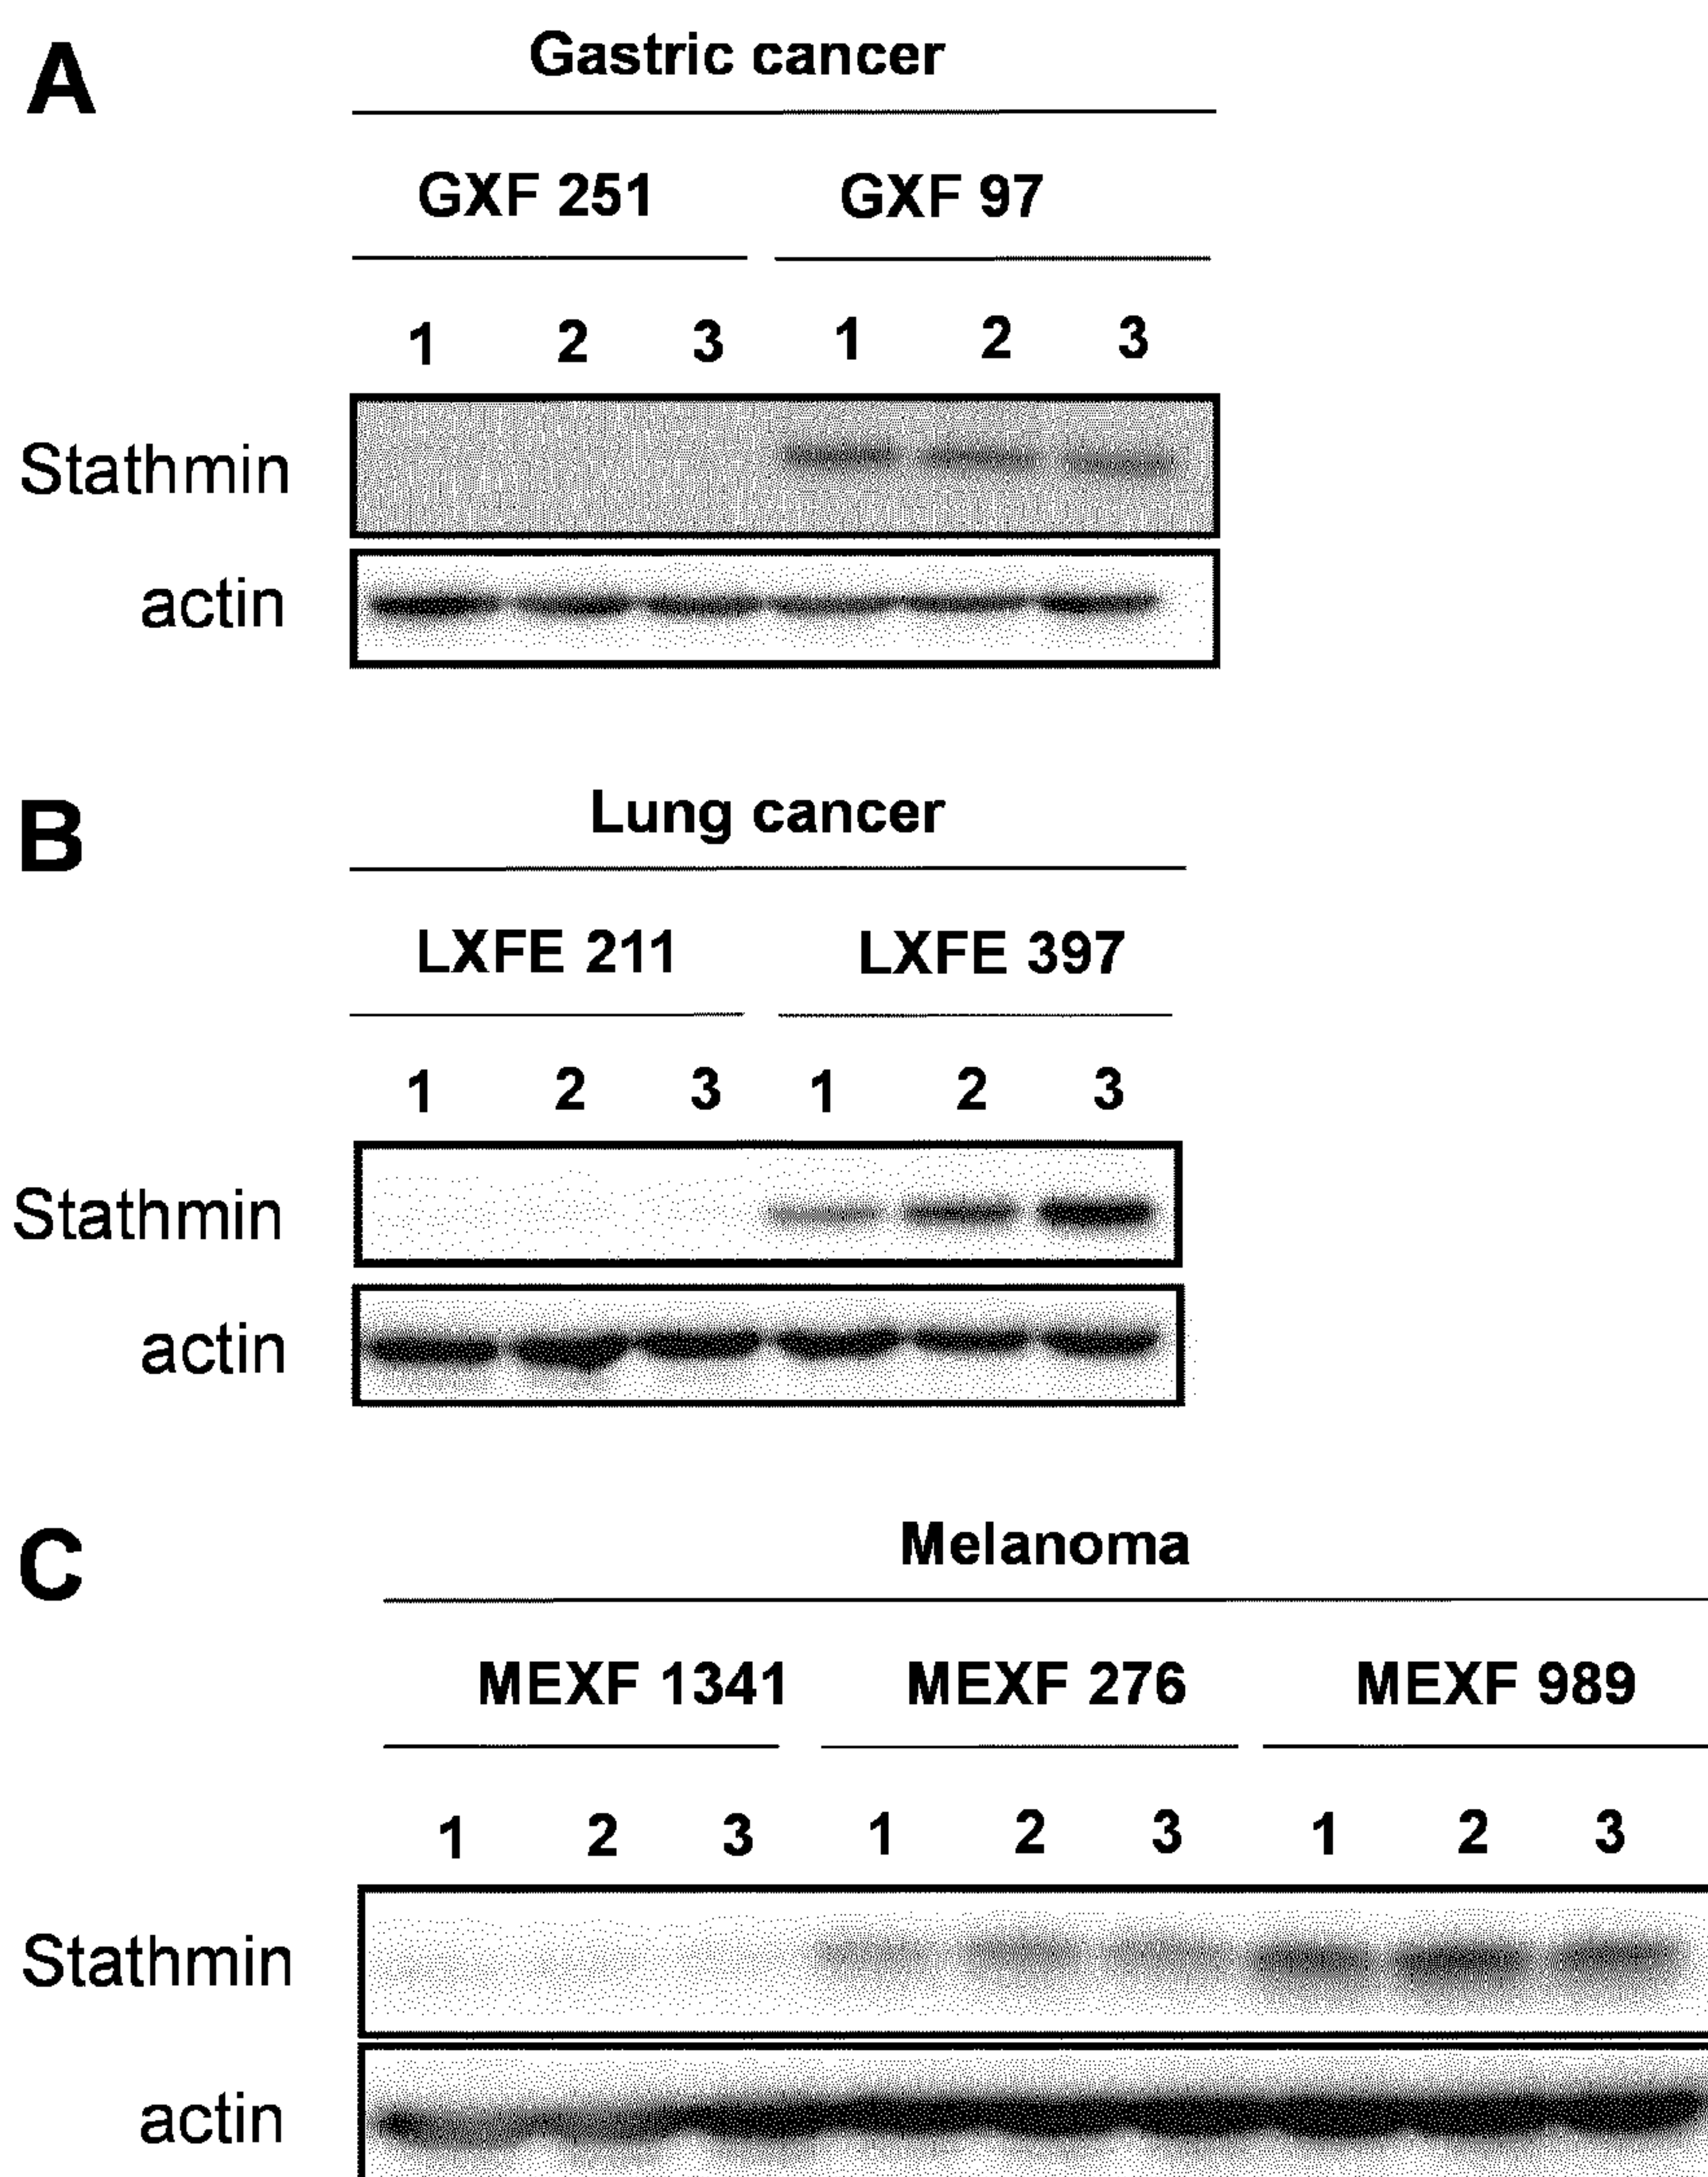 A
Gastric cancer
GXF 251 GXF 97
1 2 3 1 2 3
Stathmin
actin
B
Lung cancer
LXFE 211 LXFE 397
1 2 3 1 2 3
Stathmin
actin
C
Melanoma
MEXF 1341 MEXF 276 MEXF 989
1 2 3 1 2 3 1 2 3
Stathmin
actin